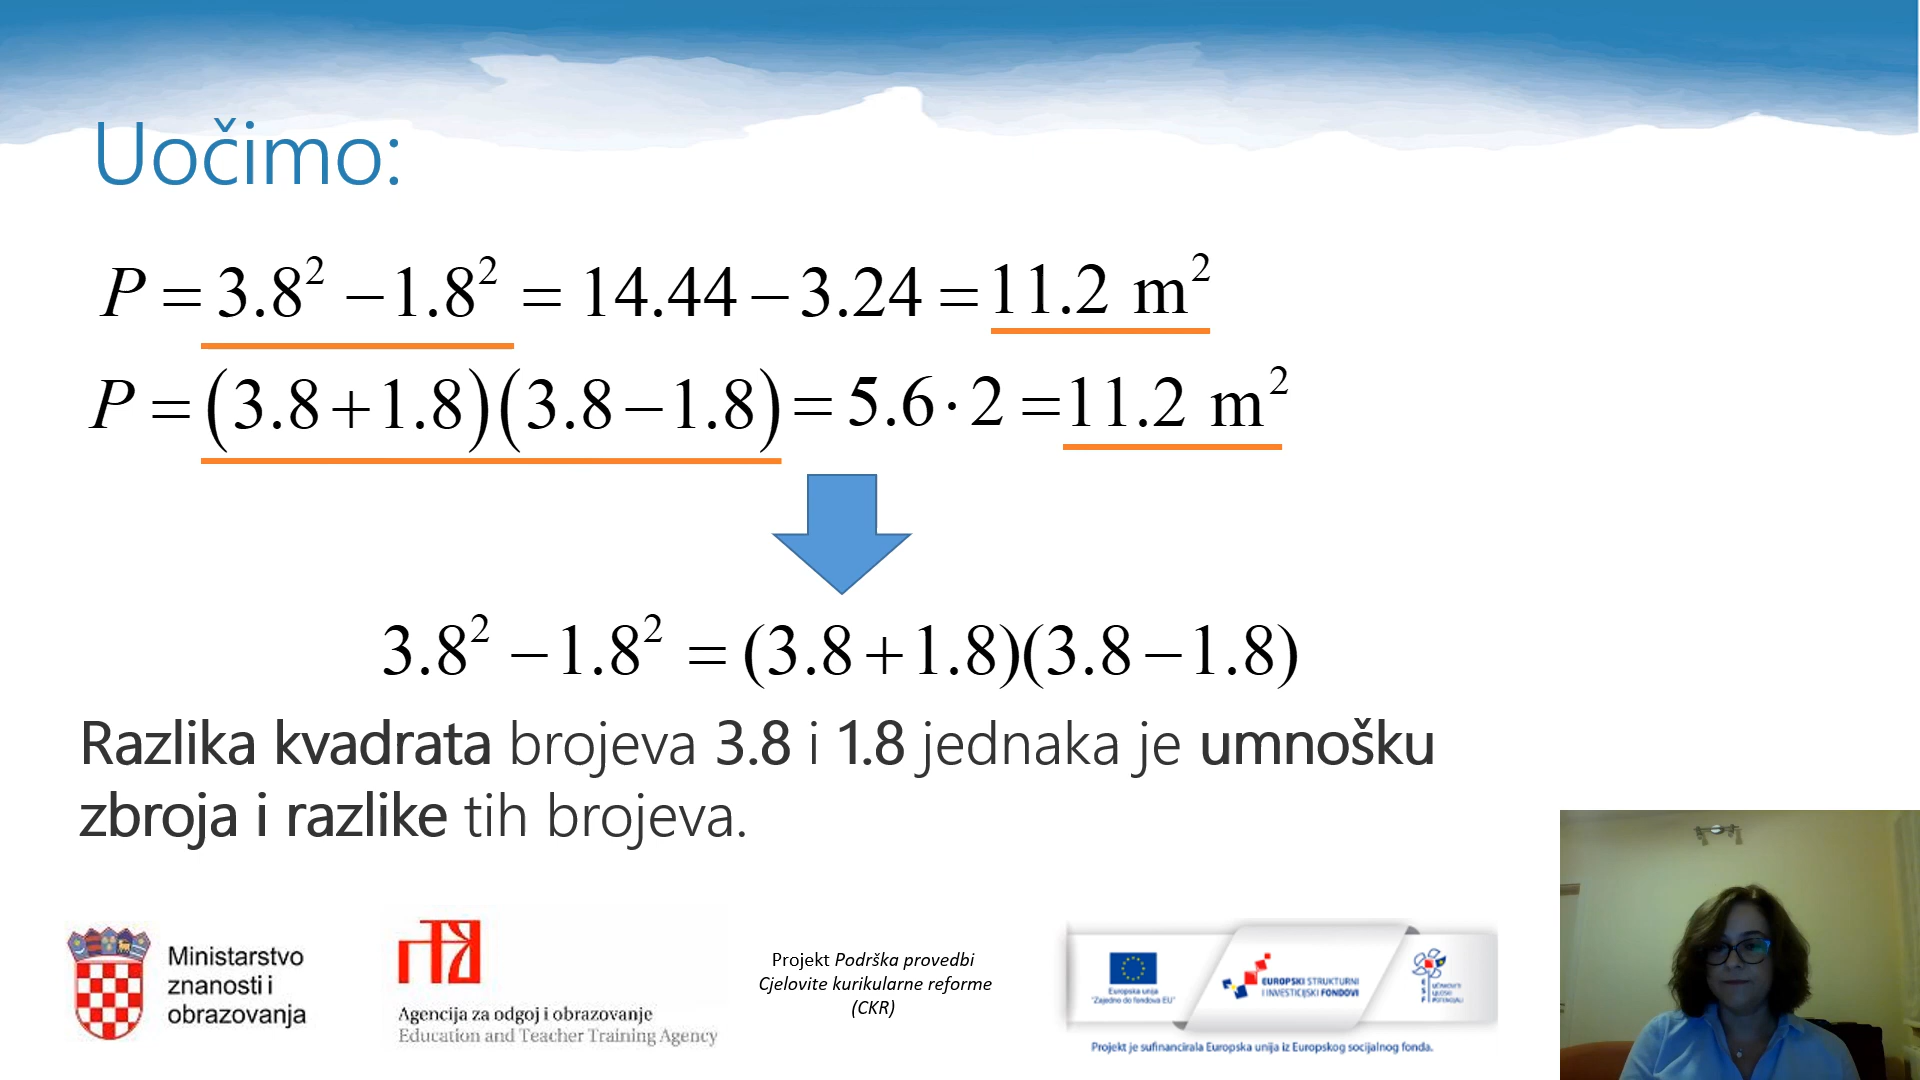 Uočimo:
P = 3.8² − 1.8² = 14.44 − 3.24 = 11.2 m²
P = (3.8 + 1.8)(3.8 − 1.8) = 5.6 · 2 = 11.2 m²
3.8² − 1.8² = (3.8 + 1.8)(3.8 − 1.8)
Razlika kvadrata brojeva 3.8 i 1.8 jednaka je umnošku
zbroja i razlike tih brojeva.
Ministarstvo
znanosti i
obrazovanja
Agencija za odgoj i obrazovanje
Education and Teacher Training Agency
Projekt Podrška provedbi
Cjelovite kurikularne reforme
(CKR)
Europska unija
"Zajedno do fondova EU"
EUROPSKI STRUKTURNI
I INVESTICIJSKI FONDOVI
Projekt je sufinancirala Europska unija iz Europskog socijalnog fonda.